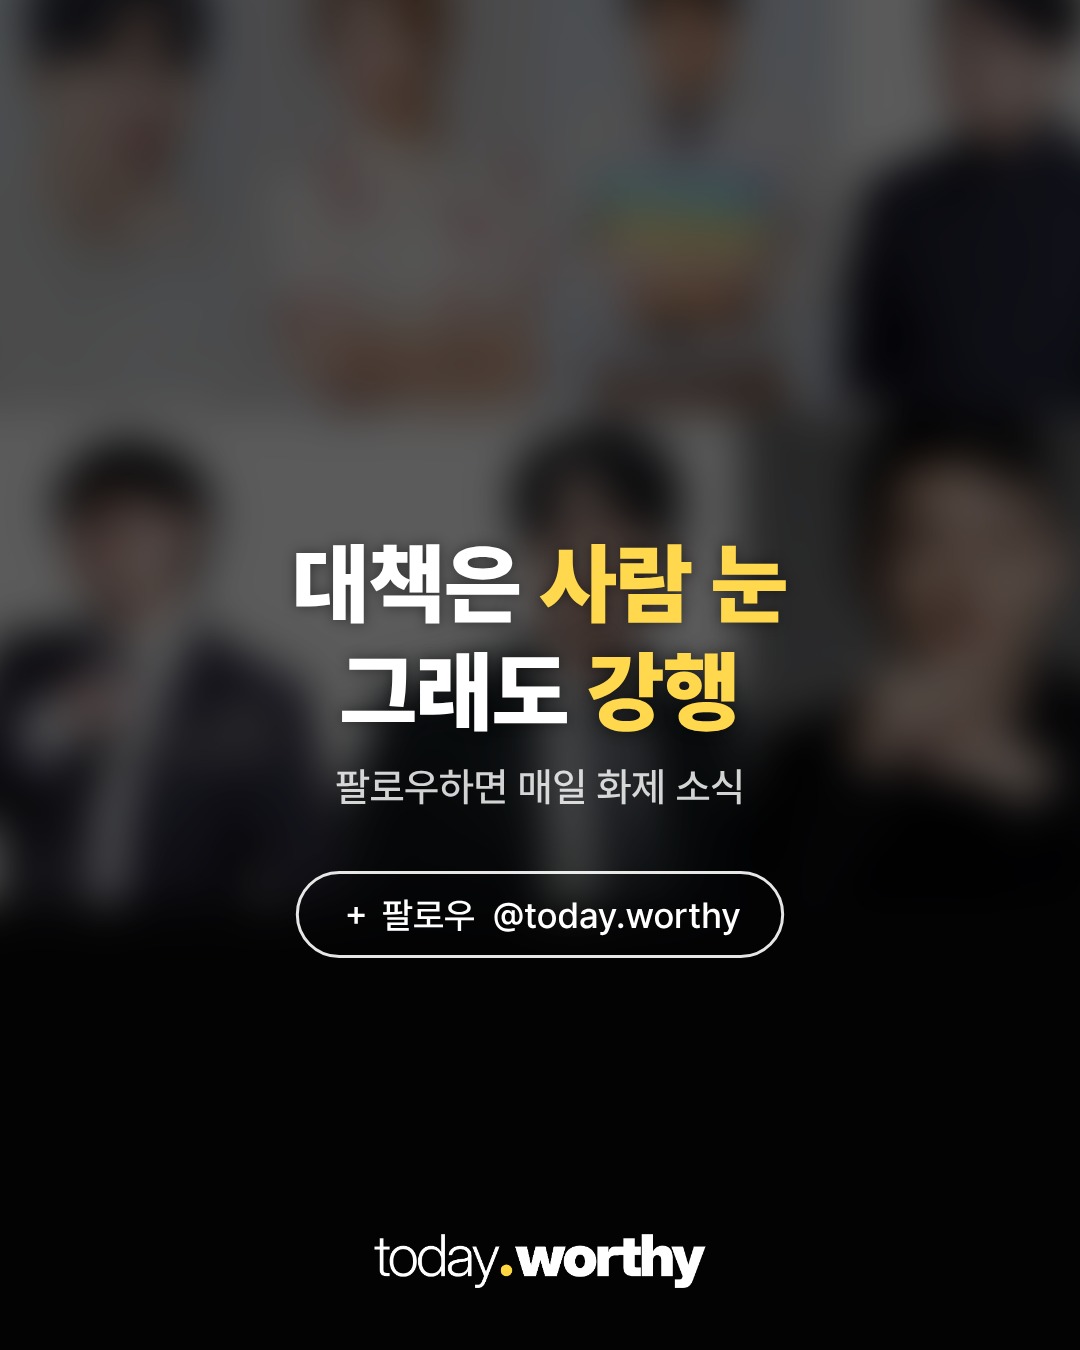 대책은 사람 눈
그래도 강행
팔로우하면 매일 화제 소식
+ 팔로우 @today.worthy
today.worthy